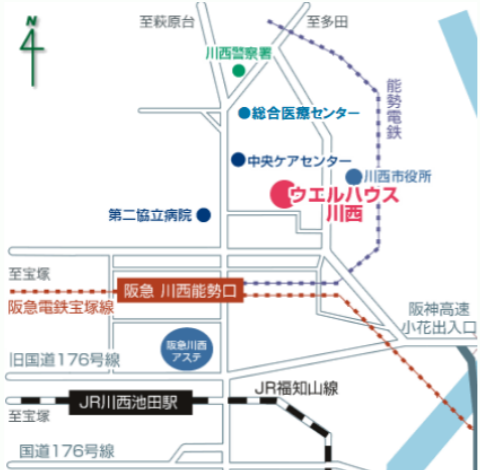 N
至萩原台
至多田
川西警察署
能勢電鉄
総合医療センター
中央ケアセンター
川西市役所
ウエルハウス
川西
第二協立病院
至宝塚
阪急 川西能勢口
阪急電鉄宝塚線
阪神高速
小花出入口
阪急川西
アステ
旧国道176号線
JR福知山線
JR川西池田駅
至宝塚
国道176号線